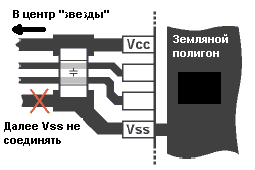 В центр "звезды"
Vcc
Земляной
полигон
Vss
Далее Vss не
соединять